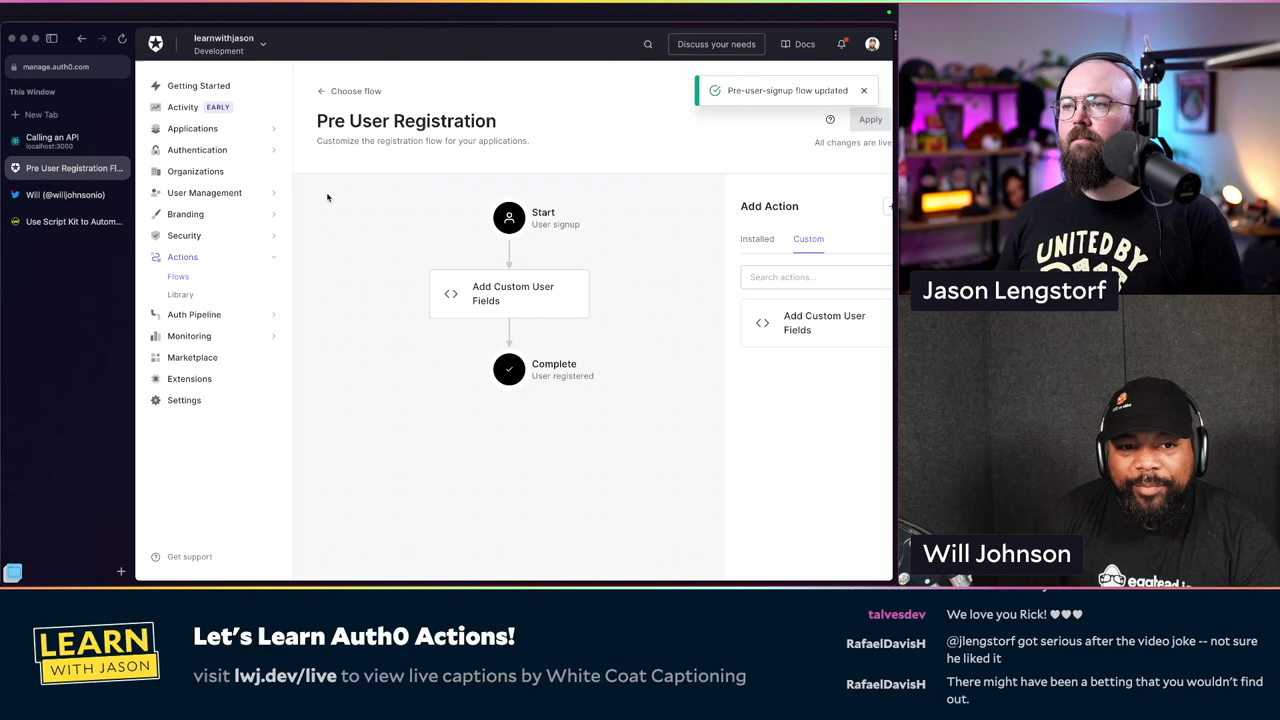 manage.auth0.com
This Window
New Tab
Calling an API
localhost:3000
Pre User Registration Fl...
Will (@willjohnsonio)
Use Script Kit to Autom...
learnwithjason
Development
Discuss your needs
Docs
Getting Started
Activity EARLY
Applications
Authentication
Organizations
User Management
Branding
Security
Actions
Flows
Library
Auth Pipeline
Monitoring
Marketplace
Extensions
Settings
Get support
Choose flow
Pre User Registration
Customize the registration flow for your applications.
Pre-user-signup flow updated
Apply
All changes are live
Start
User signup
Add Custom User
Fields
Complete
User registered
Add Action
Installed
Custom
Search actions...
Add Custom User
Fields
UNITED BY
Jason Lengstorf
Will Johnson
egghead.io
LEARN
WITH JASON
Let's Learn Auth0 Actions!
visit lwj.dev/live to view live captions by White Coat Captioning
talvesdev We love you Rick! ♥♥♥
RafaelDavisH @jlengstorf got serious after the video joke -- not sure
he liked it
RafaelDavisH There might have been a betting that you wouldn't find
out.